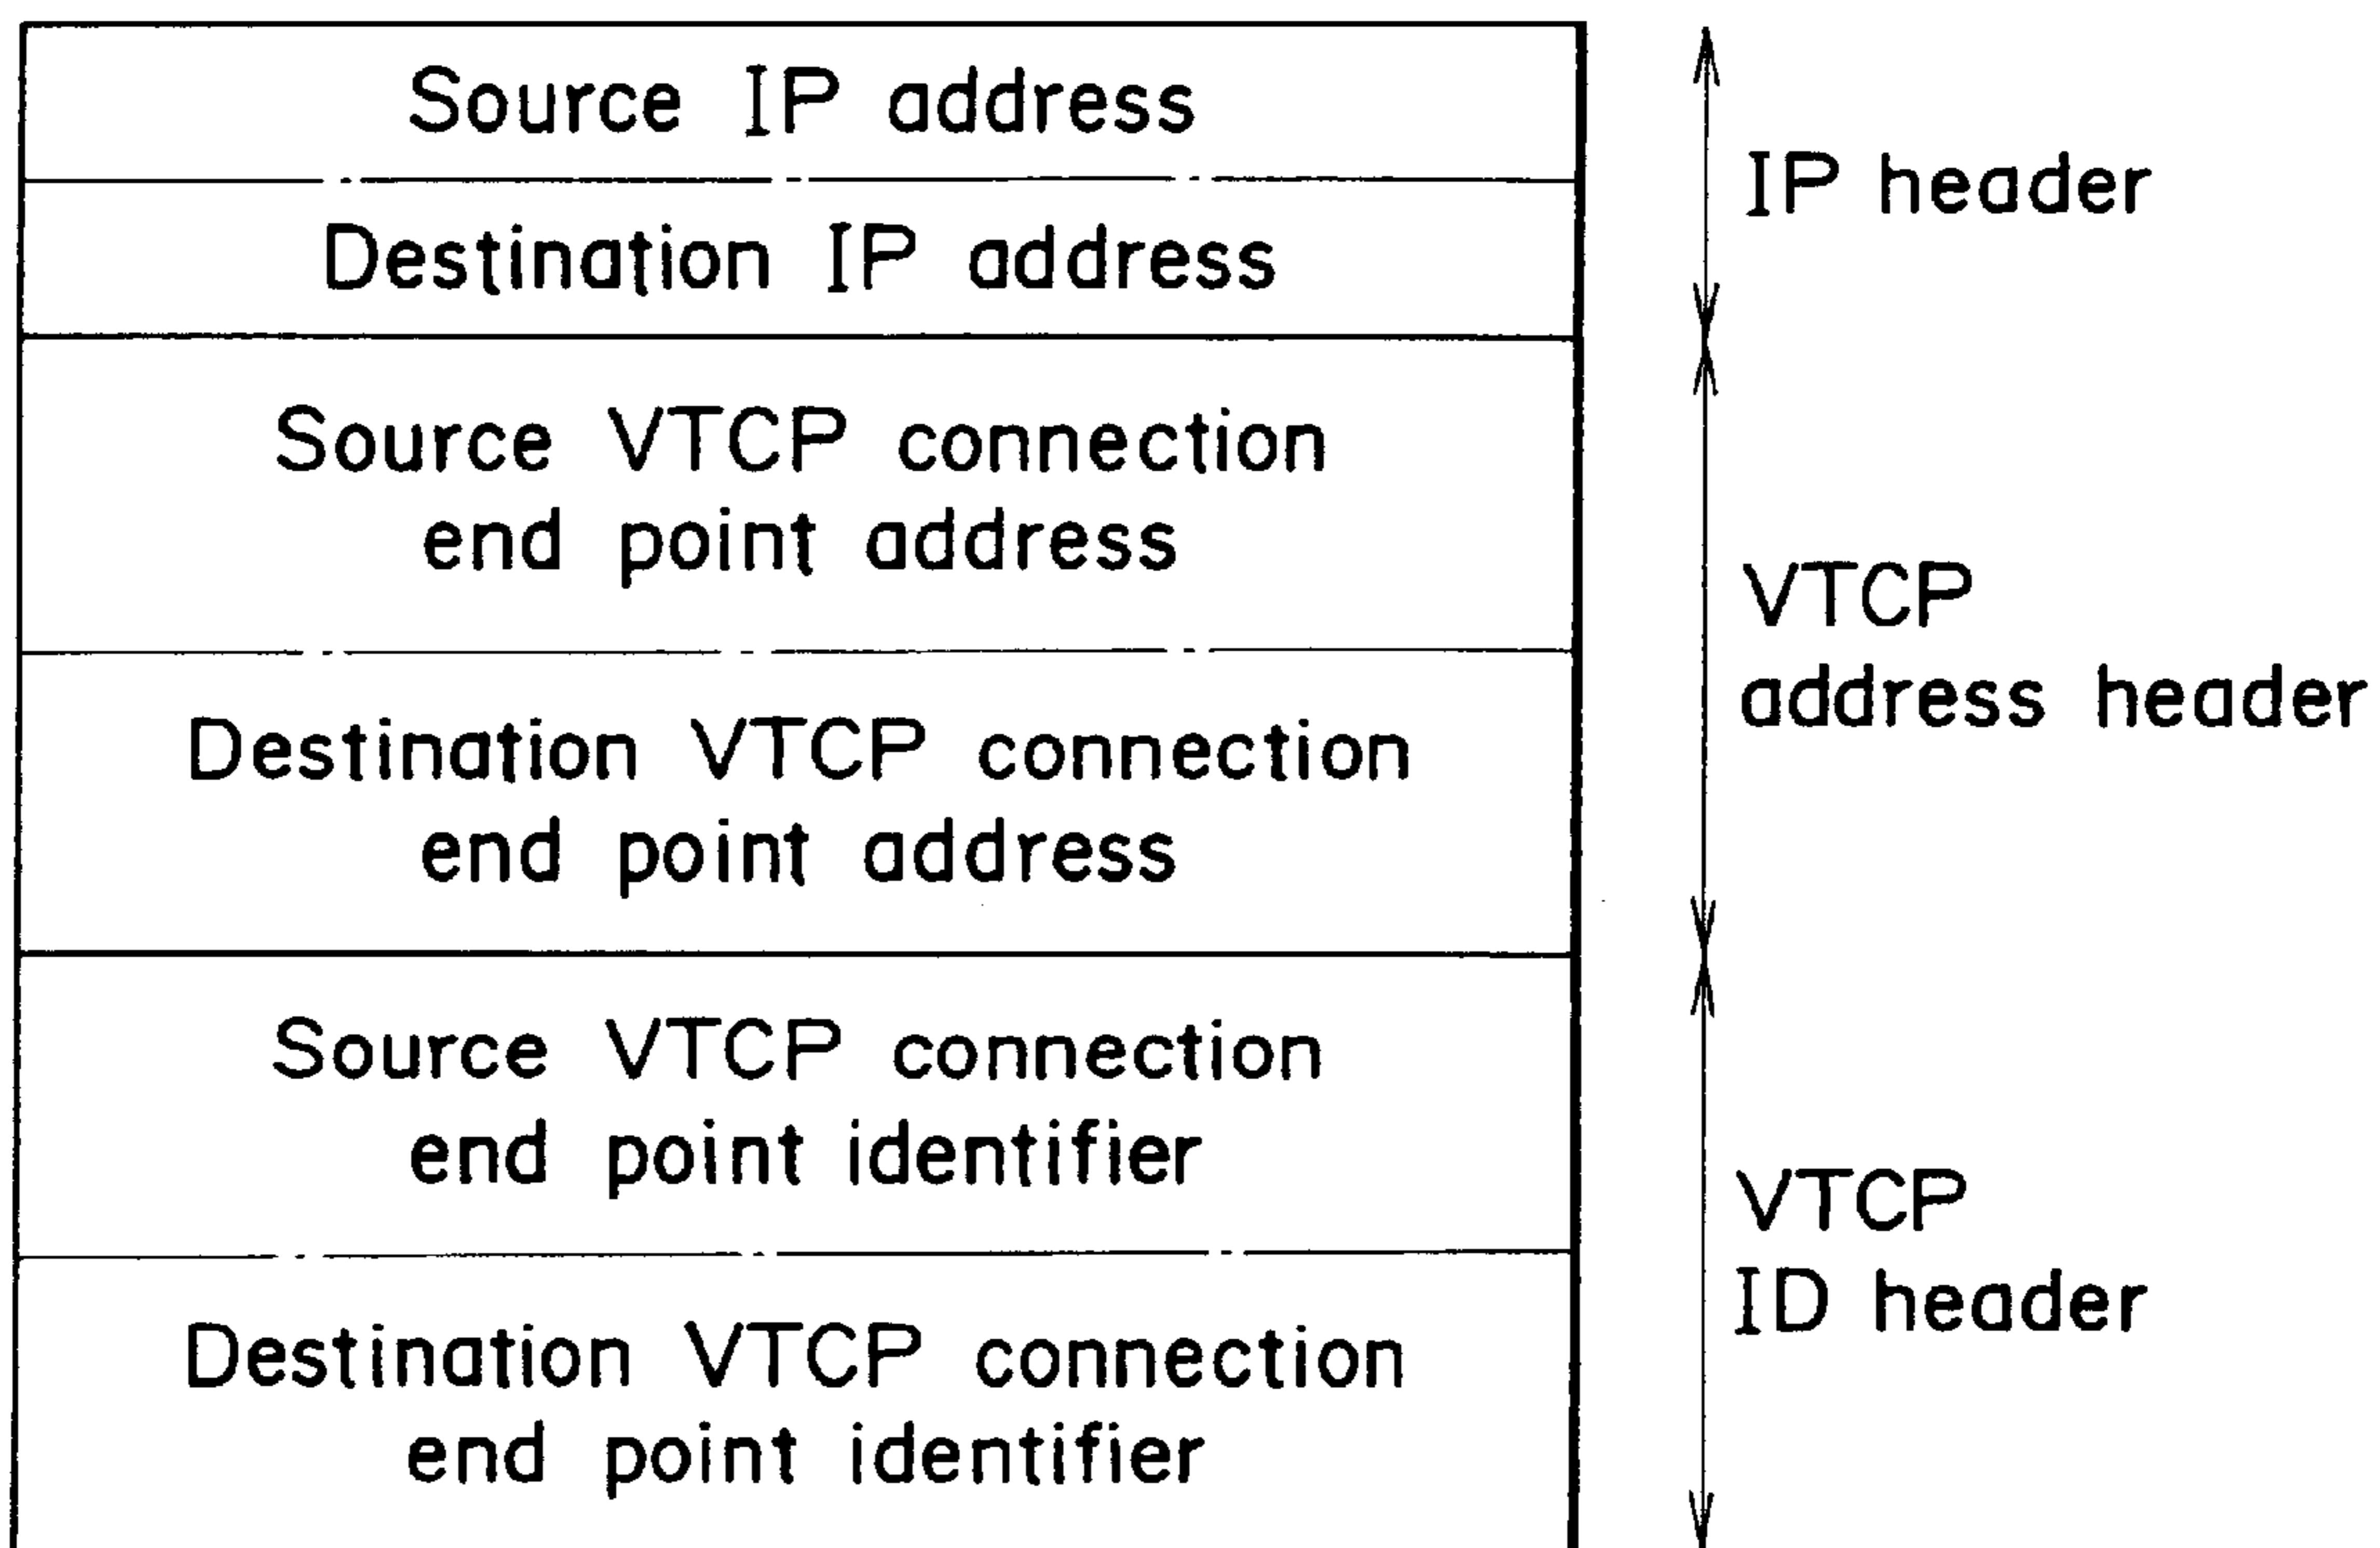 Source IP address
Destination IP address
IP header
Source VTCP connection
end point address
Destination VTCP connection
end point address
VTCP
address header
Source VTCP connection
end point identifier
Destination VTCP connection
end point identifier
VTCP
ID header